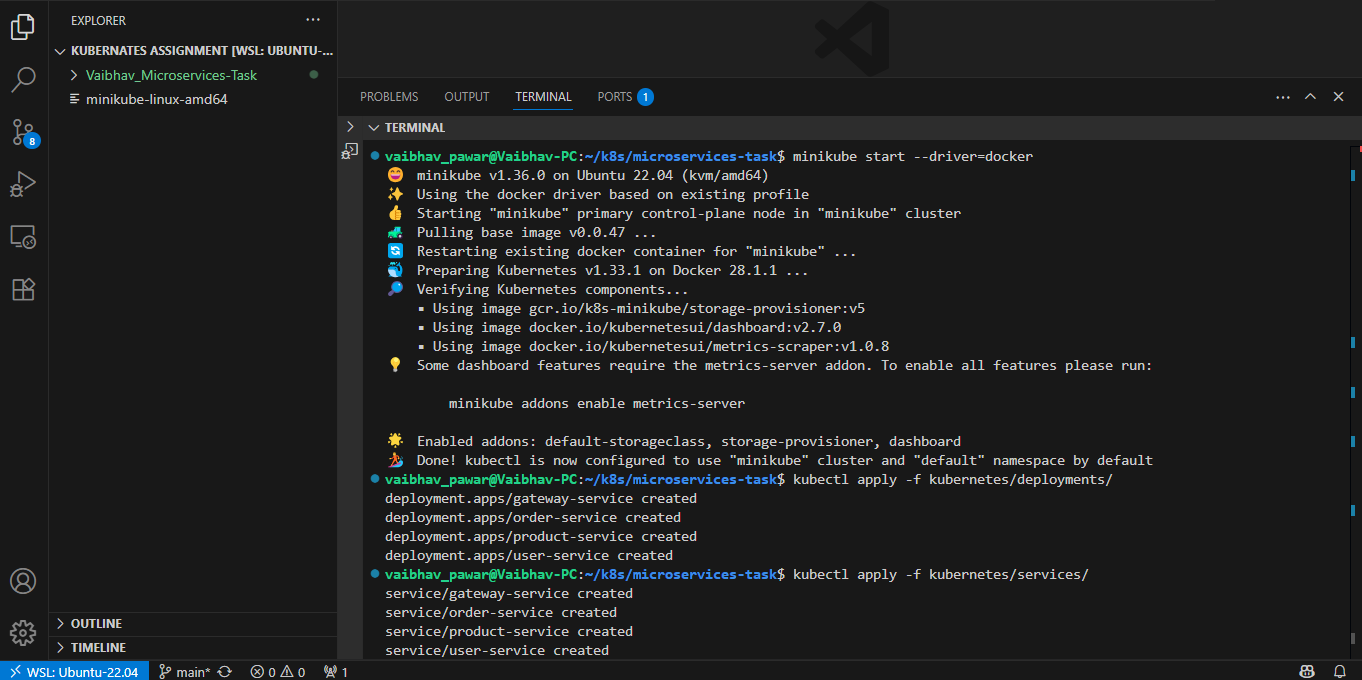 EXPLORER
KUBERNATES ASSIGNMENT [WSL: UBUNTU-...
Vaibhav_Microservices-Task
minikube-linux-amd64
8
OUTLINE
TIMELINE
PROBLEMS OUTPUT TERMINAL PORTS 1
TERMINAL
vaibhav_pawar@Vaibhav-PC:~/k8s/microservices-task$ minikube start --driver=docker
minikube v1.36.0 on Ubuntu 22.04 (kvm/amd64)
Using the docker driver based on existing profile
Starting "minikube" primary control-plane node in "minikube" cluster
Pulling base image v0.0.47 ...
Restarting existing docker container for "minikube" ...
Preparing Kubernetes v1.33.1 on Docker 28.1.1 ...
Verifying Kubernetes components...
▪ Using image gcr.io/k8s-minikube/storage-provisioner:v5
▪ Using image docker.io/kubernetesui/dashboard:v2.7.0
▪ Using image docker.io/kubernetesui/metrics-scraper:v1.0.8
Some dashboard features require the metrics-server addon. To enable all features please run:
minikube addons enable metrics-server
Enabled addons: default-storageclass, storage-provisioner, dashboard
Done! kubectl is now configured to use "minikube" cluster and "default" namespace by default
vaibhav_pawar@Vaibhav-PC:~/k8s/microservices-task$ kubectl apply -f kubernetes/deployments/
deployment.apps/gateway-service created
deployment.apps/order-service created
deployment.apps/product-service created
deployment.apps/user-service created
vaibhav_pawar@Vaibhav-PC:~/k8s/microservices-task$ kubectl apply -f kubernetes/services/
service/gateway-service created
service/order-service created
service/product-service created
service/user-service created
WSL: Ubuntu-22.04 main* 0 0 1